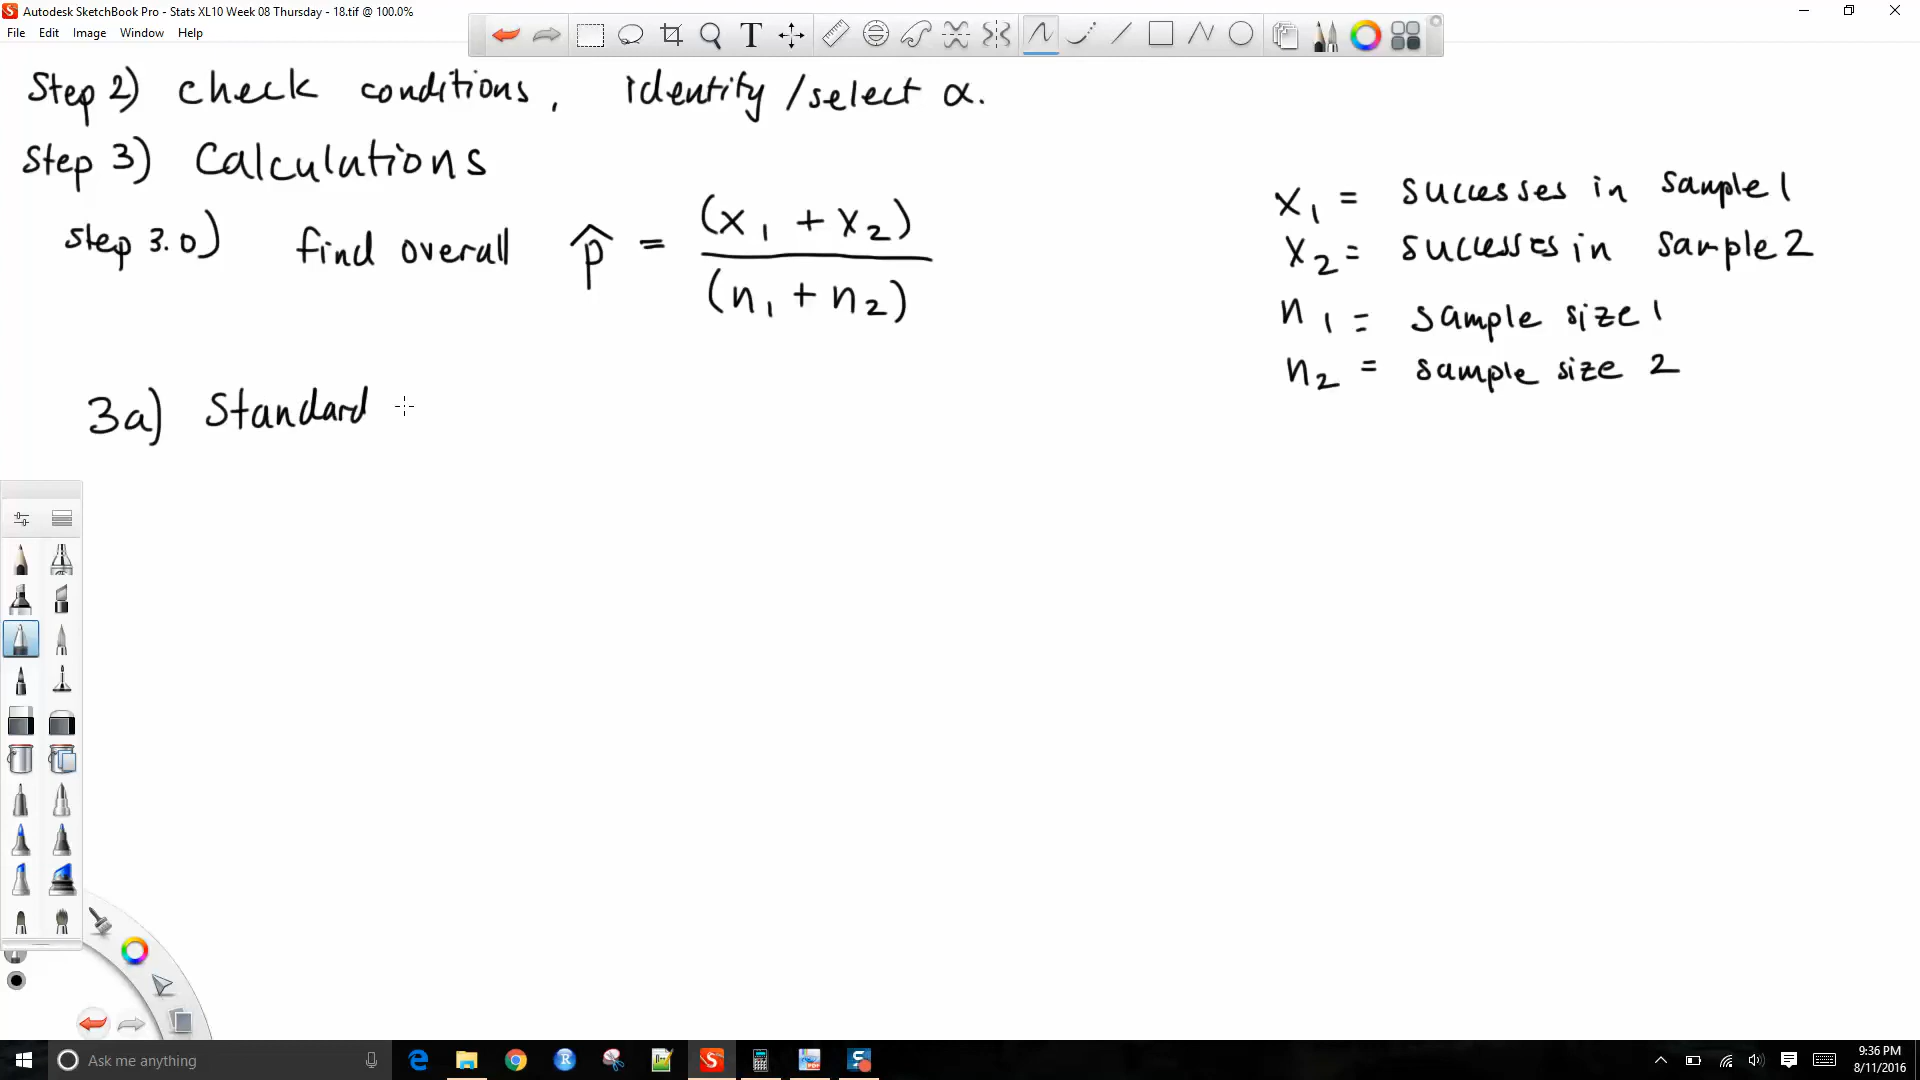 Autodesk SketchBook Pro - Stats XL10 Week 08 Thursday - 18.tif @ 100.0%
File Edit Image Window Help
Step 2) check conditions, identify /select α.
Step 3) Calculations
step 3.0) find overall p̂ = (x₁ + x₂) / (n₁ + n₂)
x₁ = successes in sample 1
x₂ = successes in sample 2
n₁ = sample size 1
n₂ = sample size 2
3a) Standard
Ask me anything
9:36 PM
8/11/2016